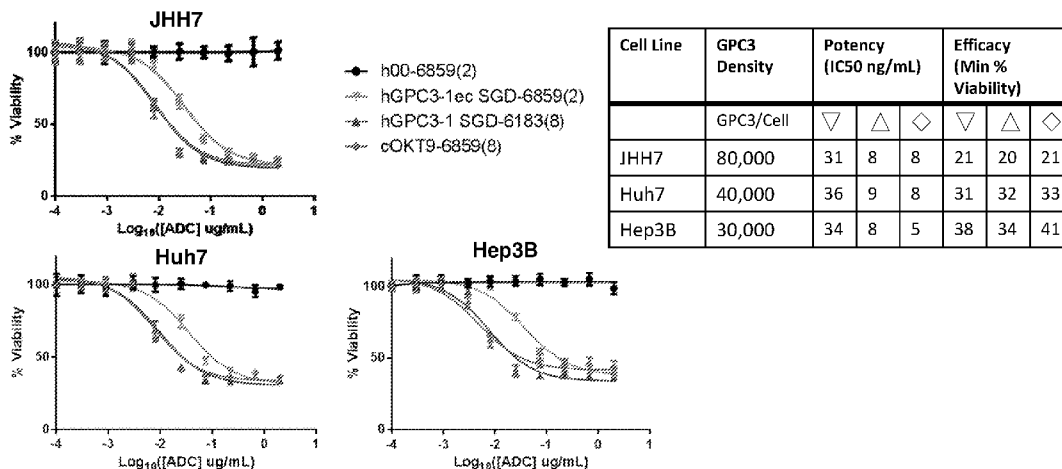 JHH7
% Viability
100
50
0
-4 -3 -2 -1 0 1
Log10([ADC] ug/mL)
h00-6859(2)
hGPC3-1ec SGD-6859(2)
hGPC3-1 SGD-6183(8)
cOKT9-6859(8)
Cell Line GPC3 Density Potency (IC50 ng/mL) Efficacy (Min % Viability)
GPC3/Cell ▽ △ ◇ ▽ △ ◇
JHH7 80,000 31 8 8 21 20 21
Huh7 40,000 36 9 8 31 32 33
Hep3B 30,000 34 8 5 38 34 41
Huh7
% Viability
100
50
0
-4 -3 -2 -1 0 1
Log10([ADC] ug/mL)
Hep3B
% Viability
100
50
0
-4 -3 -2 -1 0 1
Log10([ADC] ug/mL)